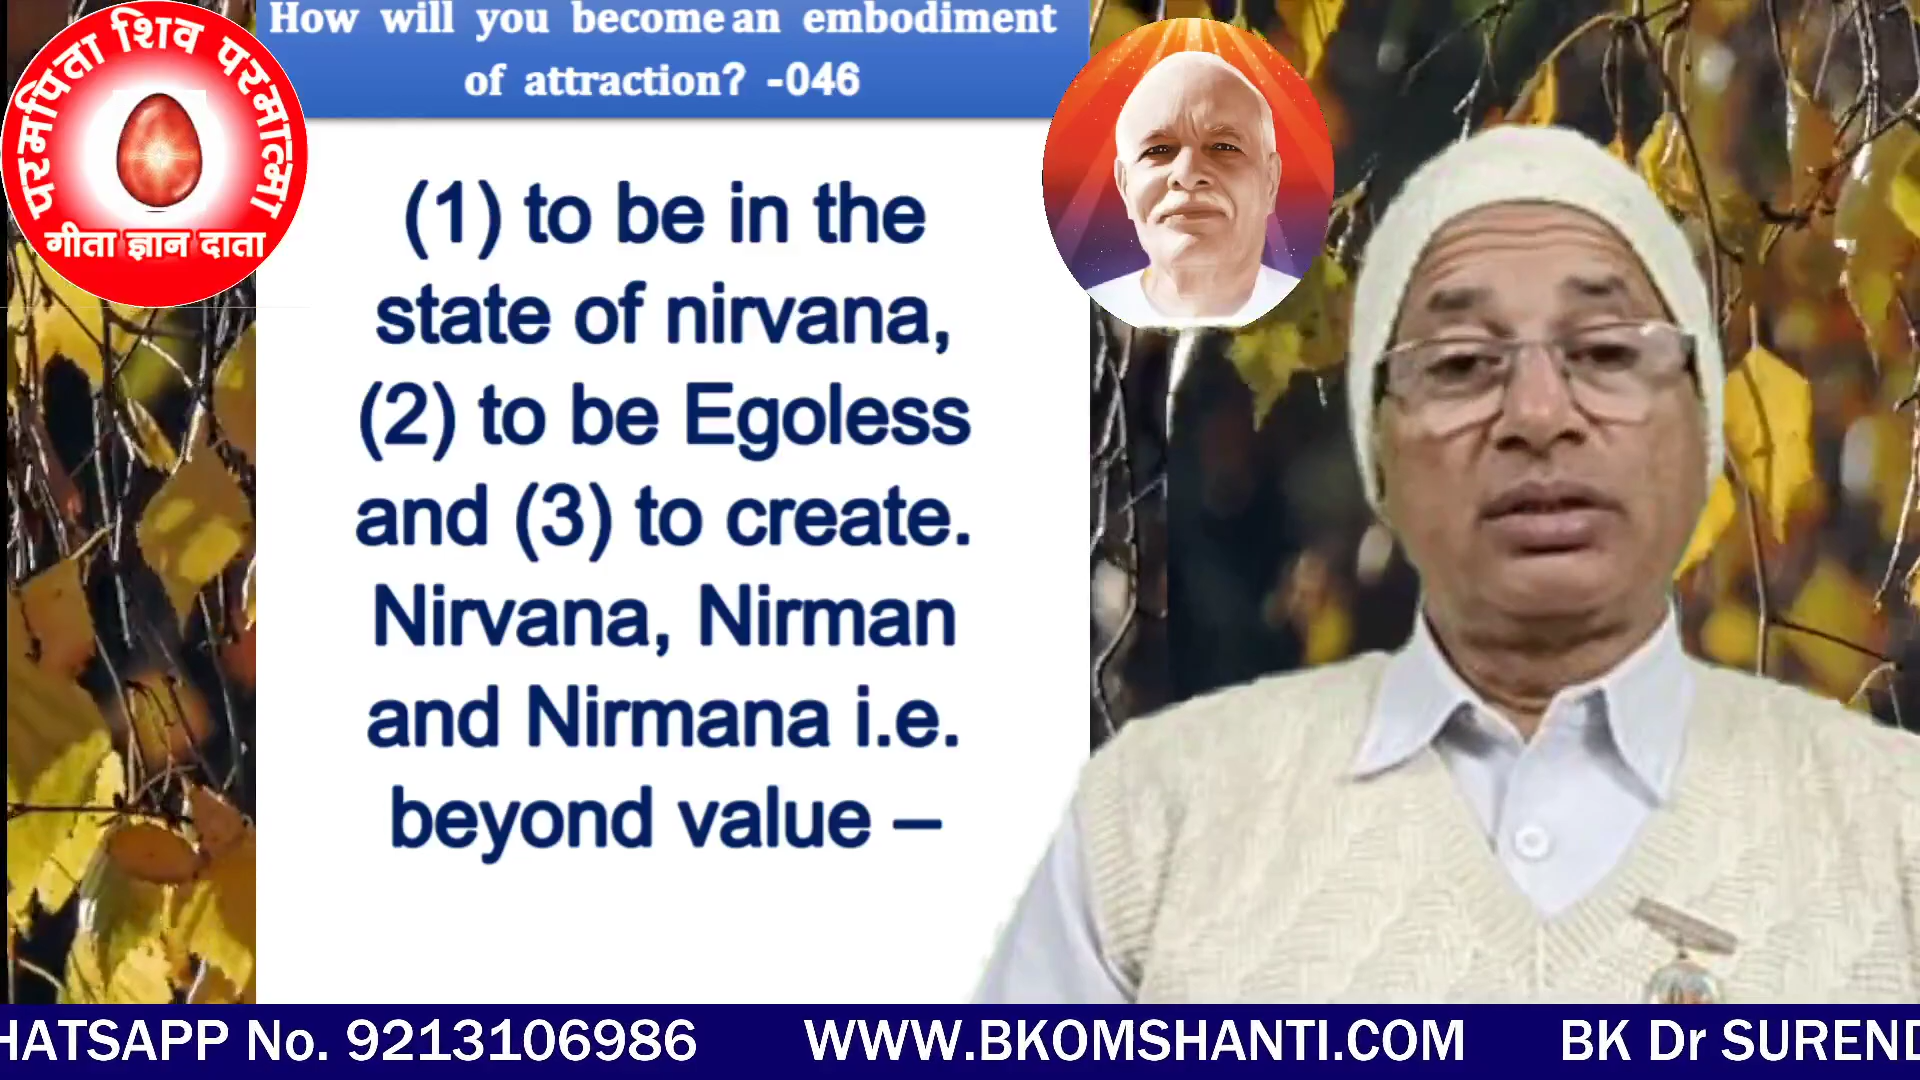 How will you become an embodiment
of attraction? -046
परमपिता शिव परमात्मा
गीता ज्ञान दाता
(1) to be in the
state of nirvana,
(2) to be Egoless
and (3) to create.
Nirvana, Nirman
and Nirmana i.e.
beyond value –
HATSAPP No. 9213106986 WWW.BKOMSHANTI.COM BK Dr SUREND